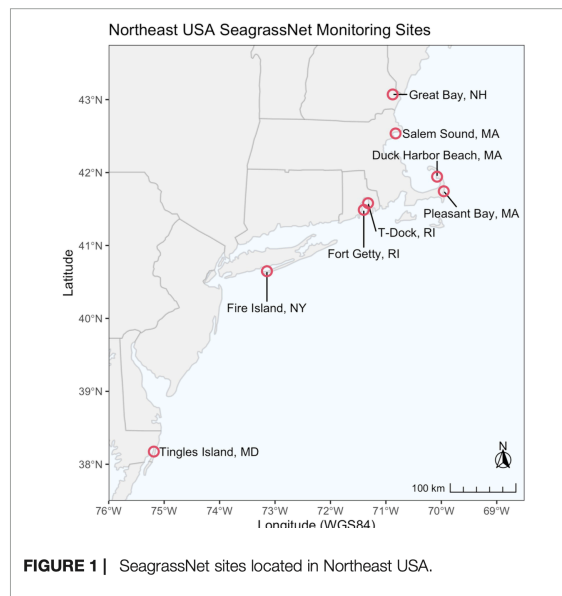 Northeast USA SeagrassNet Monitoring Sites
43°N
Great Bay, NH
Salem Sound, MA
Duck Harbor Beach, MA
42°N
Pleasant Bay, MA
T-Dock, RI
41°N
Fort Getty, RI
Latitude
Fire Island, NY
40°N
39°N
Tingles Island, MD
38°N
N
100 km
76°W 75°W 74°W 73°W 72°W 71°W 70°W 69°W
Longitude (WGS84)
FIGURE 1 | SeagrassNet sites located in Northeast USA.